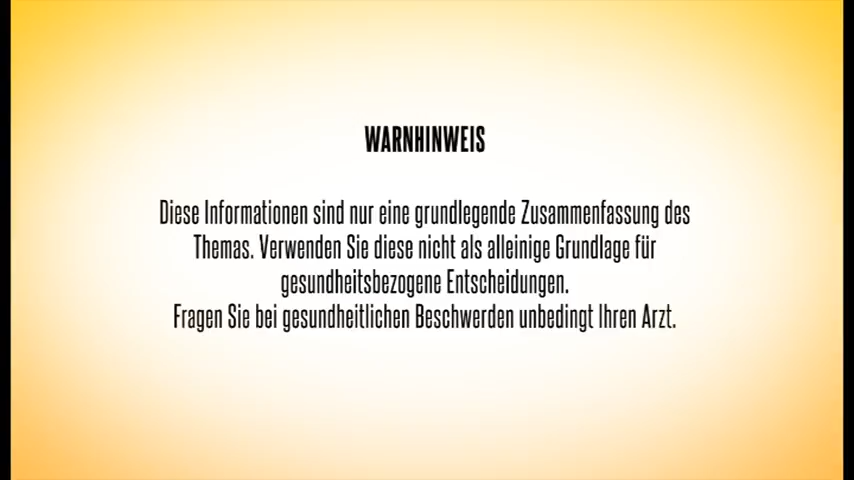 WARNHINWEIS
Diese Informationen sind nur eine grundlegende Zusammenfassung des
Themas. Verwenden Sie diese nicht als alleinige Grundlage für
gesundheitsbezogene Entscheidungen.
Fragen Sie bei gesundheitlichen Beschwerden unbedingt Ihren Arzt.